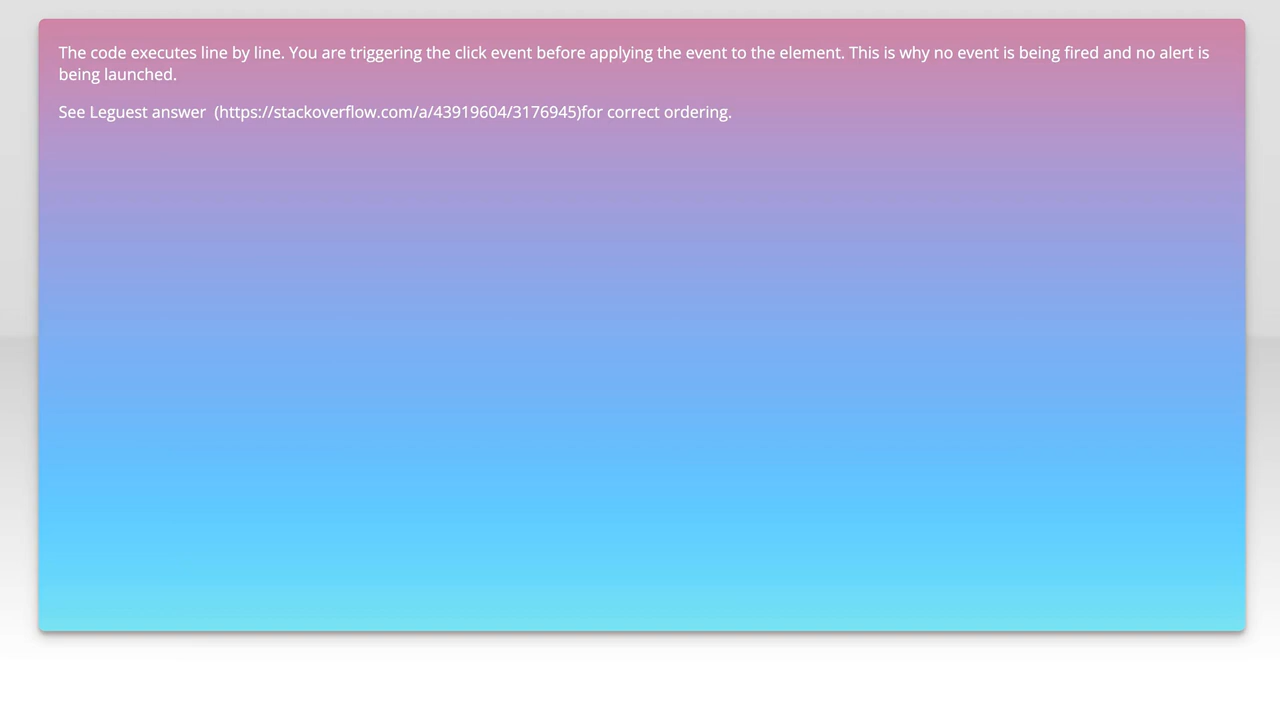 The code executes line by line. You are triggering the click event before applying the event to the element. This is why no event is being fired and no alert is
being launched.
See Leguest answer  (https://stackoverflow.com/a/43919604/3176945)for correct ordering.